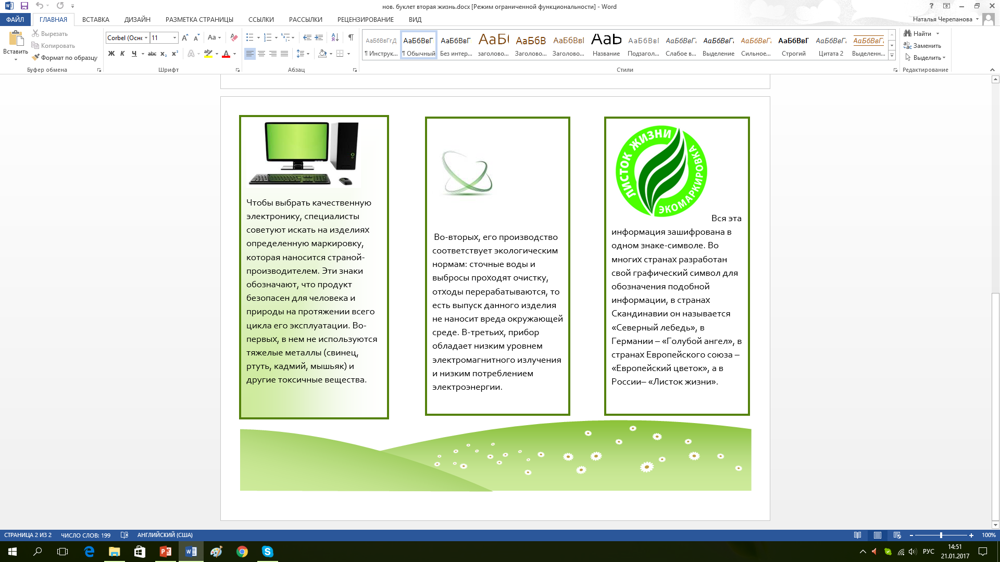 нов. буклет вторая жизнь.docx [Режим ограниченной функциональности] - Word
ФАЙЛ ГЛАВНАЯ ВСТАВКА ДИЗАЙН РАЗМЕТКА СТРАНИЦЫ ССЫЛКИ РАССЫЛКИ РЕЦЕНЗИРОВАНИЕ ВИД Наталья Черепанова
Вставить
Вырезать
Копировать
Формат по образцу
Буфер обмена
Corbel (Осно 11
Aa
Ж К Ч abc x₂ x²
Шрифт
Абзац
АаБбВвГгД АаБбВвГ АаБбВвГ АаБ АаБбВ АаБбВвІ АаЬ АаБбВвІ АаБбВвГ АаБбВвГ АаБбВвГ АаБбВвГ АаБбВвГ АаБбВвГ
¶ Инструк... ¶ Обычный Без интер... заголово... Заголово... Заголово... Название Подзагол... Слабое в... Выделение Сильное... Строгий Цитата 2 Выделенн...
Стили
Найти
Заменить
Выделить
Редактирование
Чтобы выбрать качественную
электронику, специалисты
советуют искать на изделиях
определенную маркировку,
которая наносится страной-
производителем. Эти знаки
обозначают, что продукт
безопасен для человека и
природы на протяжении всего
цикла его эксплуатации. Во-
первых, в нем не используются
тяжелые металлы (свинец,
ртуть, кадмий, мышьяк) и
другие токсичные вещества.
Во-вторых, его производство
соответствует экологическим
нормам: сточные воды и
выбросы проходят очистку,
отходы перерабатываются, то
есть выпуск данного изделия
не наносит вреда окружающей
среде. В-третьих, прибор
обладает низким уровнем
электромагнитного излучения
и низким потреблением
электроэнергии.
ЛИСТОК ЖИЗНИ
ЭКОМАРКИРОВКА
Вся эта
информация зашифрована в
одном знаке-символе. Во
многих странах разработан
свой графический символ для
обозначения подобной
информации, в странах
Скандинавии он называется
«Северный лебедь», в
Германии – «Голубой ангел», в
странах Европейского союза –
«Европейский цветок», а в
России– «Листок жизни».
СТРАНИЦА 2 ИЗ 2 ЧИСЛО СЛОВ: 199 АНГЛИЙСКИЙ (США) 100%
РУС
14:51
21.01.2017